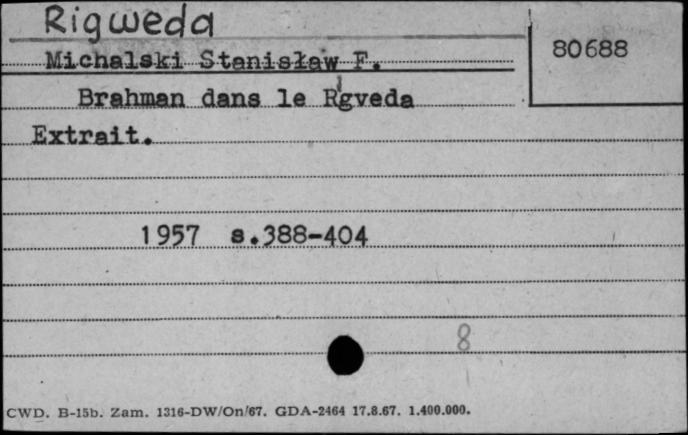 Rigweda
80688
Michalski Stanisław F.
Brahman dans le Rigveda
Extrait.
1957 s.388-404
8
CWD. B-15b. Zam. 1316-DW/On/67. GDA-2464 17.8.67. 1.400.000.